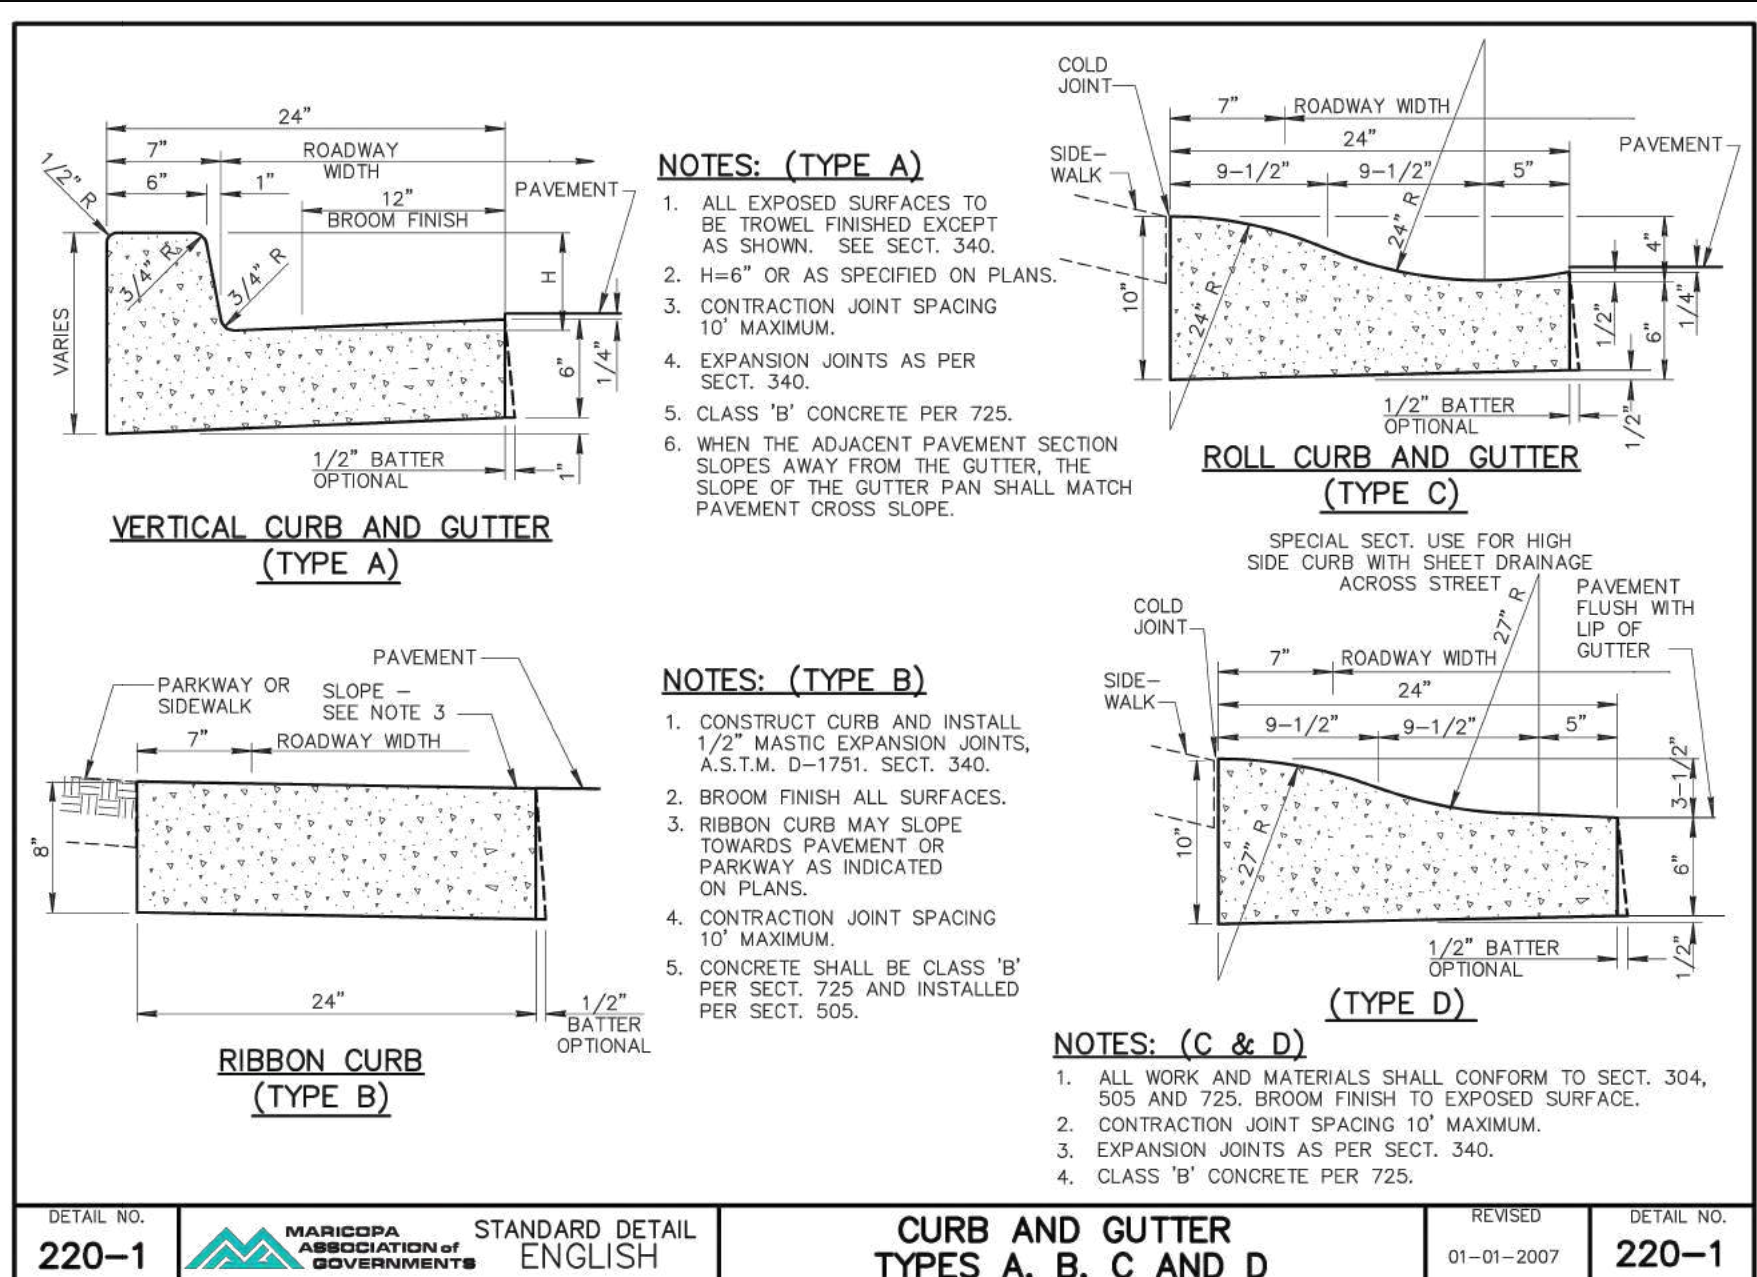 24"
7"
ROADWAY
WIDTH
6"
1"
1/2" R
12"
BROOM FINISH
PAVEMENT
3/4" R
3/4" R
H
VARIES
6"
1/4"
1/2" BATTER
OPTIONAL
1"
VERTICAL CURB AND GUTTER
(TYPE A)
NOTES: (TYPE A)
1. ALL EXPOSED SURFACES TO
BE TROWEL FINISHED EXCEPT
AS SHOWN. SEE SECT. 340.
2. H=6" OR AS SPECIFIED ON PLANS.
3. CONTRACTION JOINT SPACING
10' MAXIMUM.
4. EXPANSION JOINTS AS PER
SECT. 340.
5. CLASS 'B' CONCRETE PER 725.
6. WHEN THE ADJACENT PAVEMENT SECTION
SLOPES AWAY FROM THE GUTTER, THE
SLOPE OF THE GUTTER PAN SHALL MATCH
PAVEMENT CROSS SLOPE.
COLD
JOINT
7"
ROADWAY WIDTH
24"
PAVEMENT
SIDE-
WALK
9-1/2"
9-1/2"
5"
24" R
4"
10"
24" R
1/2"
6"
1/4"
1/2" BATTER
OPTIONAL
1/2"
ROLL CURB AND GUTTER
(TYPE C)
PAVEMENT
PARKWAY OR
SIDEWALK
SLOPE -
SEE NOTE 3
7"
ROADWAY WIDTH
8"
24"
1/2"
BATTER
OPTIONAL
RIBBON CURB
(TYPE B)
NOTES: (TYPE B)
1. CONSTRUCT CURB AND INSTALL
1/2" MASTIC EXPANSION JOINTS,
A.S.T.M. D-1751. SECT. 340.
2. BROOM FINISH ALL SURFACES.
3. RIBBON CURB MAY SLOPE
TOWARDS PAVEMENT OR
PARKWAY AS INDICATED
ON PLANS.
4. CONTRACTION JOINT SPACING
10' MAXIMUM.
5. CONCRETE SHALL BE CLASS 'B'
PER SECT. 725 AND INSTALLED
PER SECT. 505.
SPECIAL SECT. USE FOR HIGH
SIDE CURB WITH SHEET DRAINAGE
ACROSS STREET
PAVEMENT
FLUSH WITH
LIP OF
GUTTER
COLD
JOINT
27" R
7"
ROADWAY WIDTH
SIDE-
WALK
24"
9-1/2"
9-1/2"
5"
3-1/2"
10"
27" R
6"
1/2" BATTER
OPTIONAL
1/2"
(TYPE D)
NOTES: (C & D)
1. ALL WORK AND MATERIALS SHALL CONFORM TO SECT. 304,
505 AND 725. BROOM FINISH TO EXPOSED SURFACE.
2. CONTRACTION JOINT SPACING 10' MAXIMUM.
3. EXPANSION JOINTS AS PER SECT. 340.
4. CLASS 'B' CONCRETE PER 725.
DETAIL NO.
220-1
MARICOPA
ASSOCIATION of
GOVERNMENTS
STANDARD DETAIL
ENGLISH
CURB AND GUTTER
TYPES A, B, C AND D
REVISED
01-01-2007
DETAIL NO.
220-1